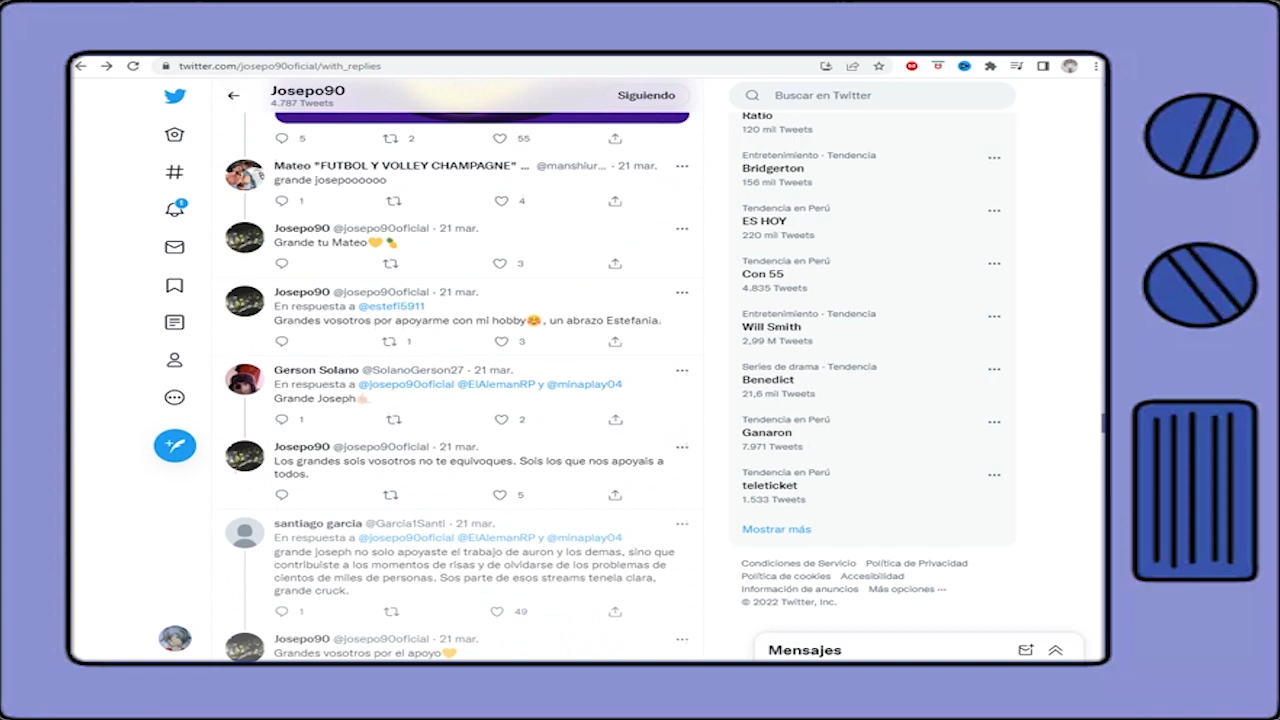 twitter.com/josepo90oficial/with_replies
Josepo90
4.787 Tweets
Siguiendo
5 2 55
Mateo "FUTBOL Y VOLLEY CHAMPAGNE" ... @manshiur... · 21 mar.
grande josepoooooo
1 4
Josepo90 @josepo90oficial · 21 mar.
Grande tu Mateo💛🍍
3
Josepo90 @josepo90oficial · 21 mar.
En respuesta a @estefi5911
Grandes vosotros por apoyarme con mi hobby☺️, un abrazo Estefania.
1 3
Gerson Solano @SolanoGerson27 · 21 mar.
En respuesta a @josepo90oficial @ElAlemanRP y @minaplay04
Grande Joseph
1 2
Josepo90 @josepo90oficial · 21 mar.
Los grandes sois vosotros no te equivoques. Sois los que nos apoyais a
todos.
5
santiago garcia @Garcia1Santi · 21 mar.
En respuesta a @josepo90oficial @ElAlemanRP y @minaplay04
grande joseph no solo apoyaste el trabajo de auron y los demas, sino que
contribuiste a los momentos de risas y de olvidarse de los problemas de
cientos de miles de personas. Sos parte de esos streams tenela clara,
grande cruck.
1 49
Josepo90 @josepo90oficial · 21 mar.
Grandes vosotros por el apoyo💛
Buscar en Twitter
Ratio
120 mil Tweets
Entretenimiento · Tendencia
Bridgerton
156 mil Tweets
Tendencia en Perú
ES HOY
220 mil Tweets
Tendencia en Perú
Con 55
4.835 Tweets
Entretenimiento · Tendencia
Will Smith
2,99 M Tweets
Series de drama · Tendencia
Benedict
21,6 mil Tweets
Tendencia en Perú
Ganaron
7.971 Tweets
Tendencia en Perú
teleticket
1.533 Tweets
Mostrar más
Condiciones de Servicio Política de Privacidad
Política de cookies Accesibilidad
Información de anuncios Más opciones ···
© 2022 Twitter, Inc.
Mensajes